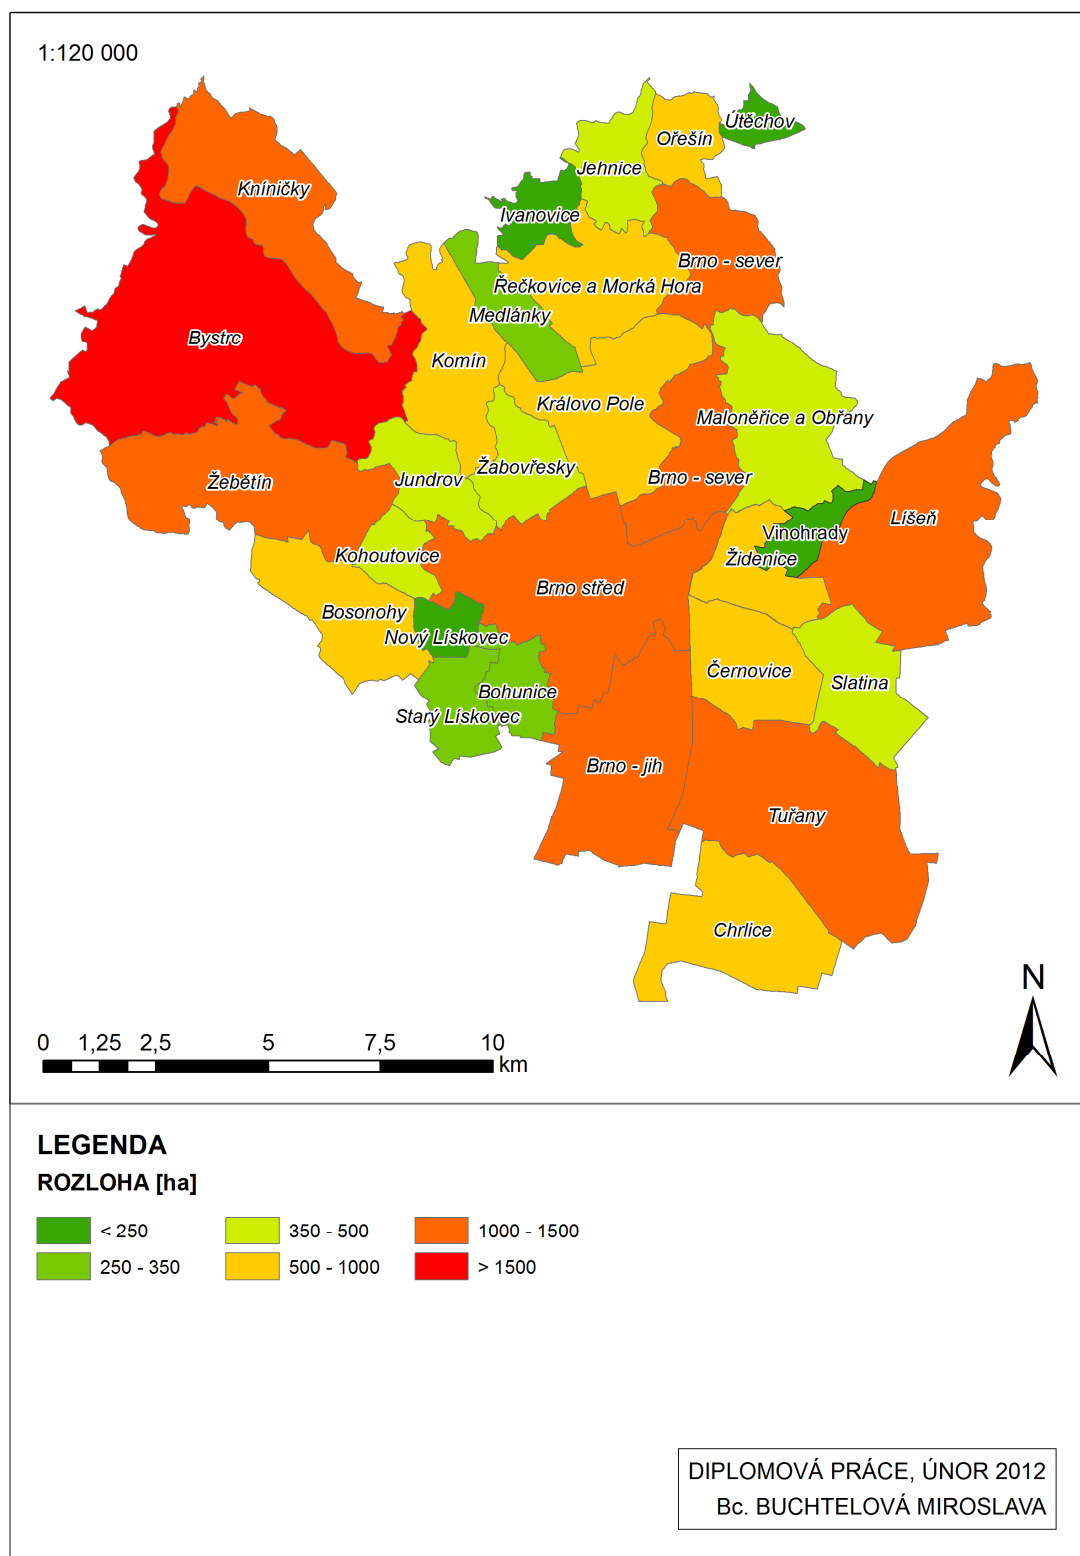 1:120 000
Útěchov
Ořešín
Jehnice
Kníničky
Ivanovice
Brno - sever
Řečkovice a Morká Hora
Medlánky
Bystrc
Komín
Královo Pole
Maloněřice a Obřany
Žabovřesky
Jundrov
Brno - sever
Žebětín
Líšeň
Vinohrady
Kohoutovice
Židenice
Brno střed
Bosonohy
Nový Lískovec
Černovice
Slatina
Bohunice
Starý Lískovec
Brno - jih
Tuřany
Chrlice
N
0 1,25 2,5 5 7,5 10
km
LEGENDA
ROZLOHA [ha]
< 250 350 - 500 1000 - 1500
250 - 350 500 - 1000 > 1500
DIPLOMOVÁ PRÁCE, ÚNOR 2012
Bc. BUCHTELOVÁ MIROSLAVA